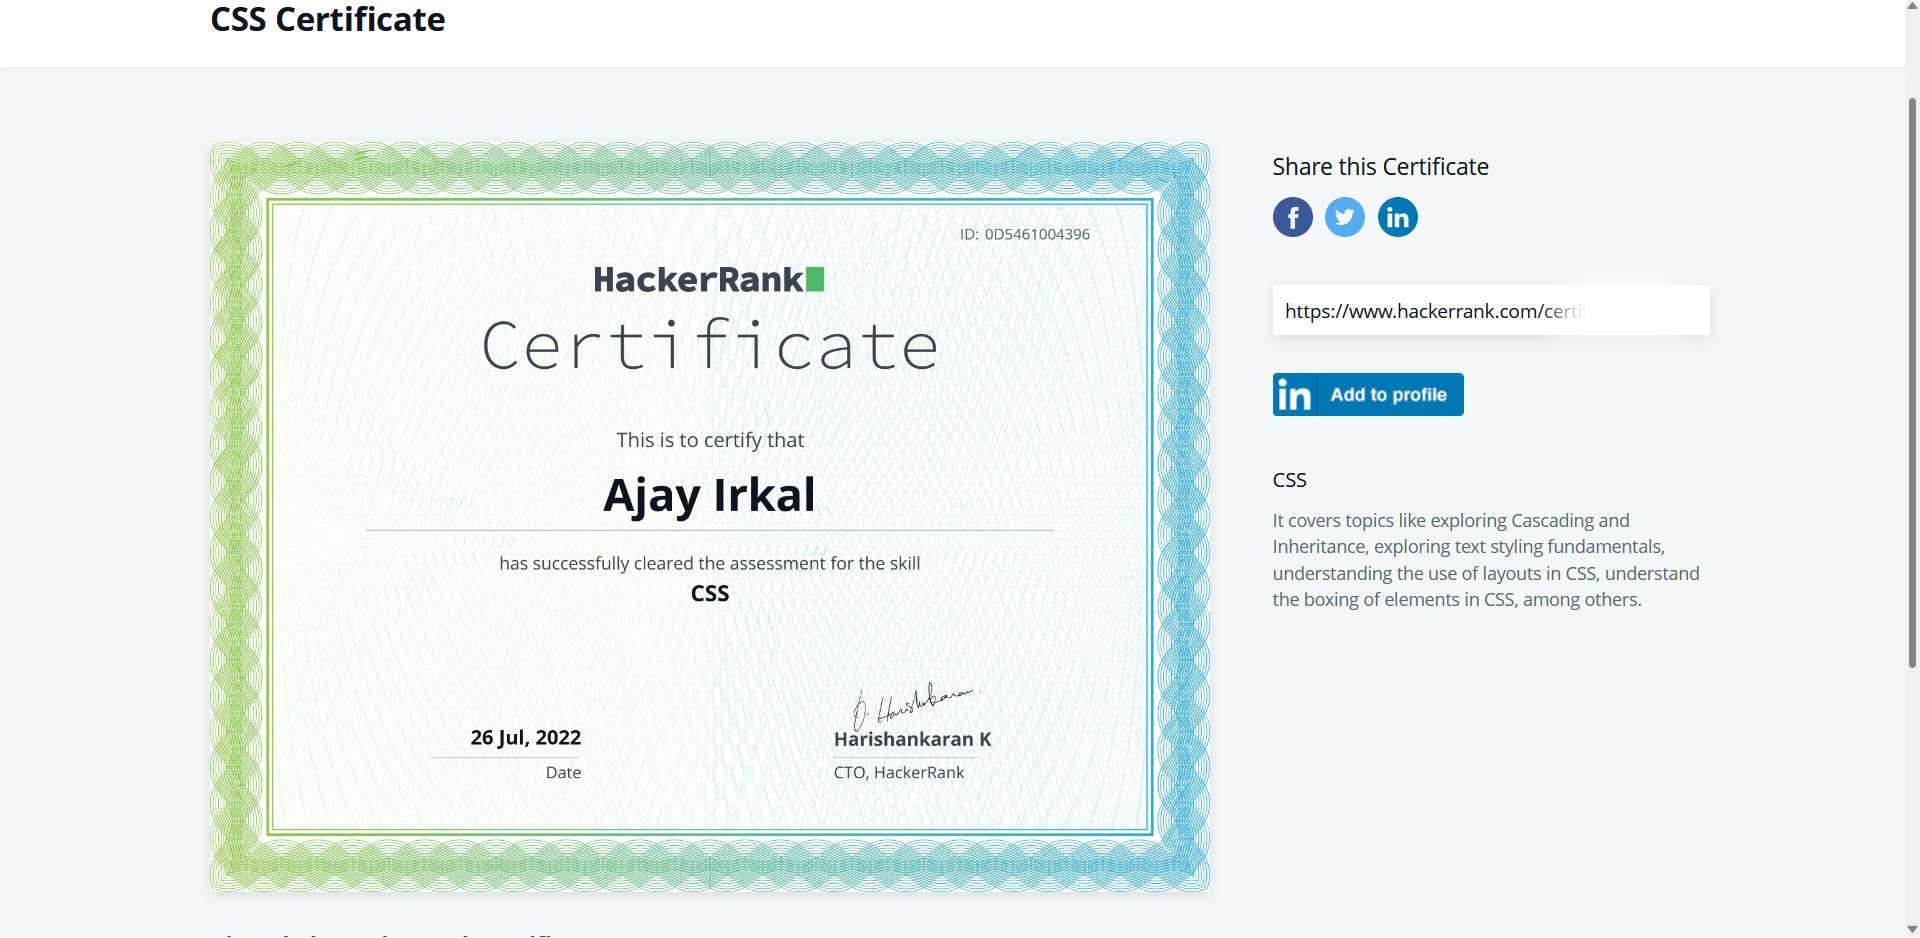 CSS Certificate
ID: 0D5461004396
HackerRank
Certificate
This is to certify that
Ajay Irkal
has successfully cleared the assessment for the skill
CSS
26 Jul, 2022
Date
Harishankaran K
CTO, HackerRank
Share this Certificate
https://www.hackerrank.com/certi
in Add to profile
CSS
It covers topics like exploring Cascading and
Inheritance, exploring text styling fundamentals,
understanding the use of layouts in CSS, understand
the boxing of elements in CSS, among others.